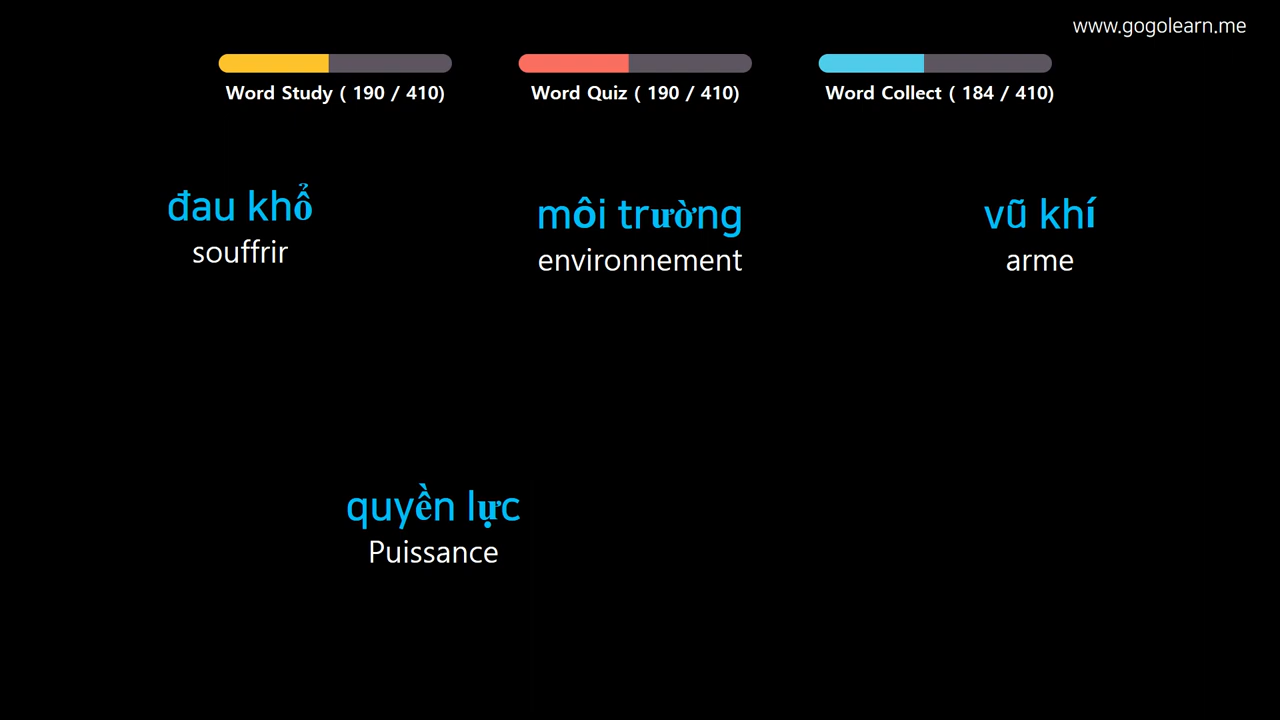 www.gogolearn.me
Word Study ( 190 / 410)
Word Quiz ( 190 / 410)
Word Collect ( 184 / 410)
đau khổ
souffrir
môi trường
environnement
vũ khí
arme
quyền lực
Puissance